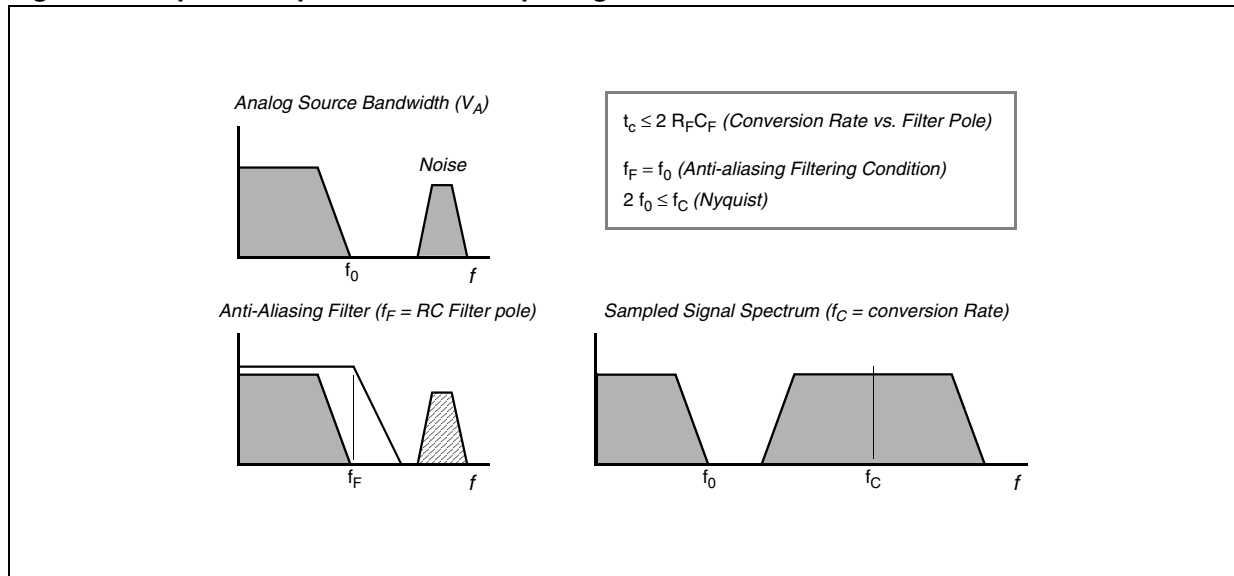 Analog Source Bandwidth (V_A)
Noise
f_0
f
t_c ≤ 2 R_FC_F (Conversion Rate vs. Filter Pole)
f_F = f_0 (Anti-aliasing Filtering Condition)
2 f_0 ≤ f_C (Nyquist)
Anti-Aliasing Filter (f_F = RC Filter pole)
f_F
f
Sampled Signal Spectrum (f_C = conversion Rate)
f_0
f_C
f